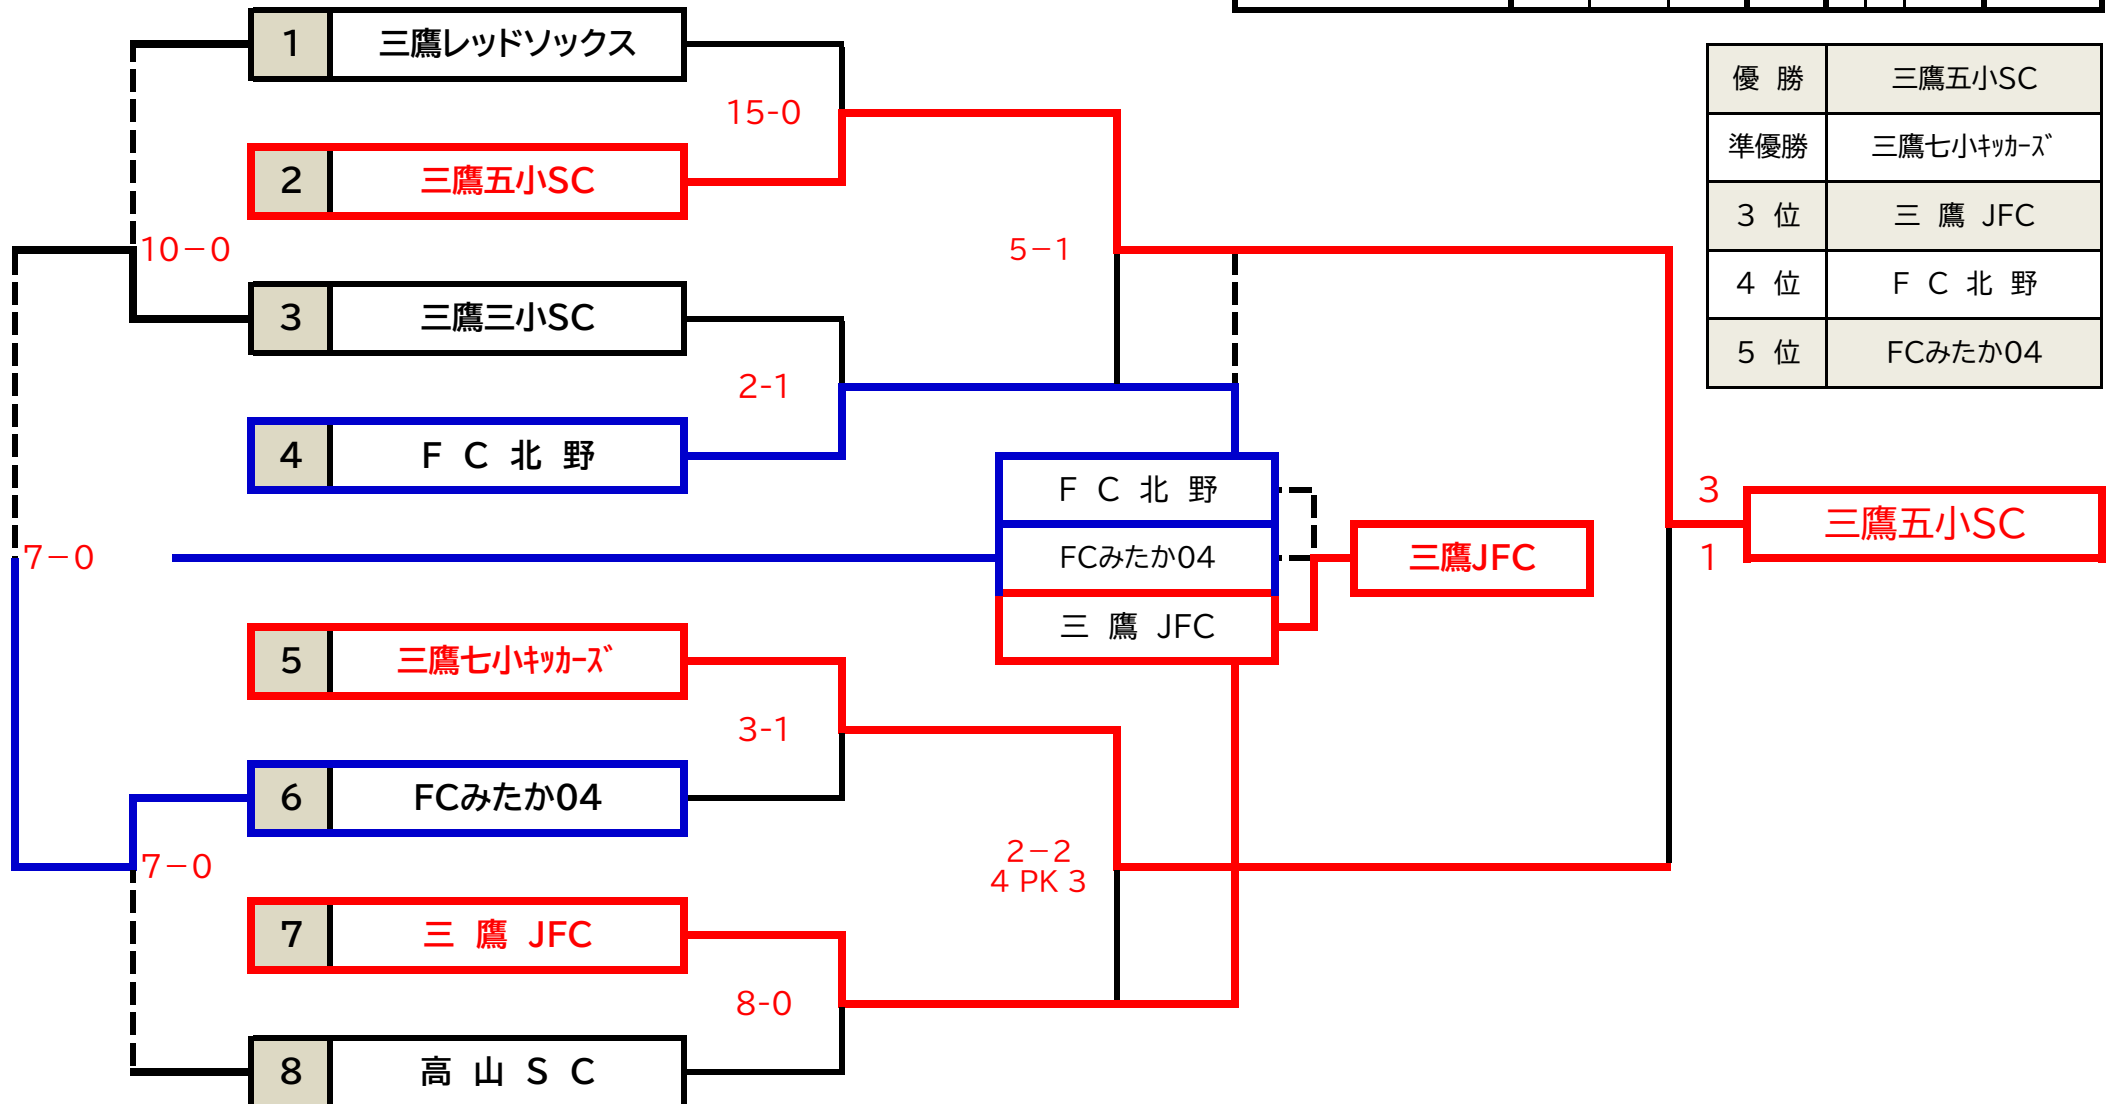 1 三鷹レッドソックス
優 勝 三鷹五小SC
15-0
準優勝 三鷹七小ｷｯｶｰｽﾞ
2 三鷹五小SC
3 位 三 鷹 JFC
10－0
5－1
4 位 F C 北 野
3 三鷹三小SC
5 位 FCみたか04
2-1
4 F C 北 野
F C 北 野
3
三鷹五小SC
1
7－0
FCみたか04
三鷹JFC
三 鷹 JFC
5 三鷹七小ｷｯｶｰｽﾞ
3-1
6 FCみたか04
7－0
2－2
4 PK 3
7 三 鷹 JFC
8-0
8 高 山 S C